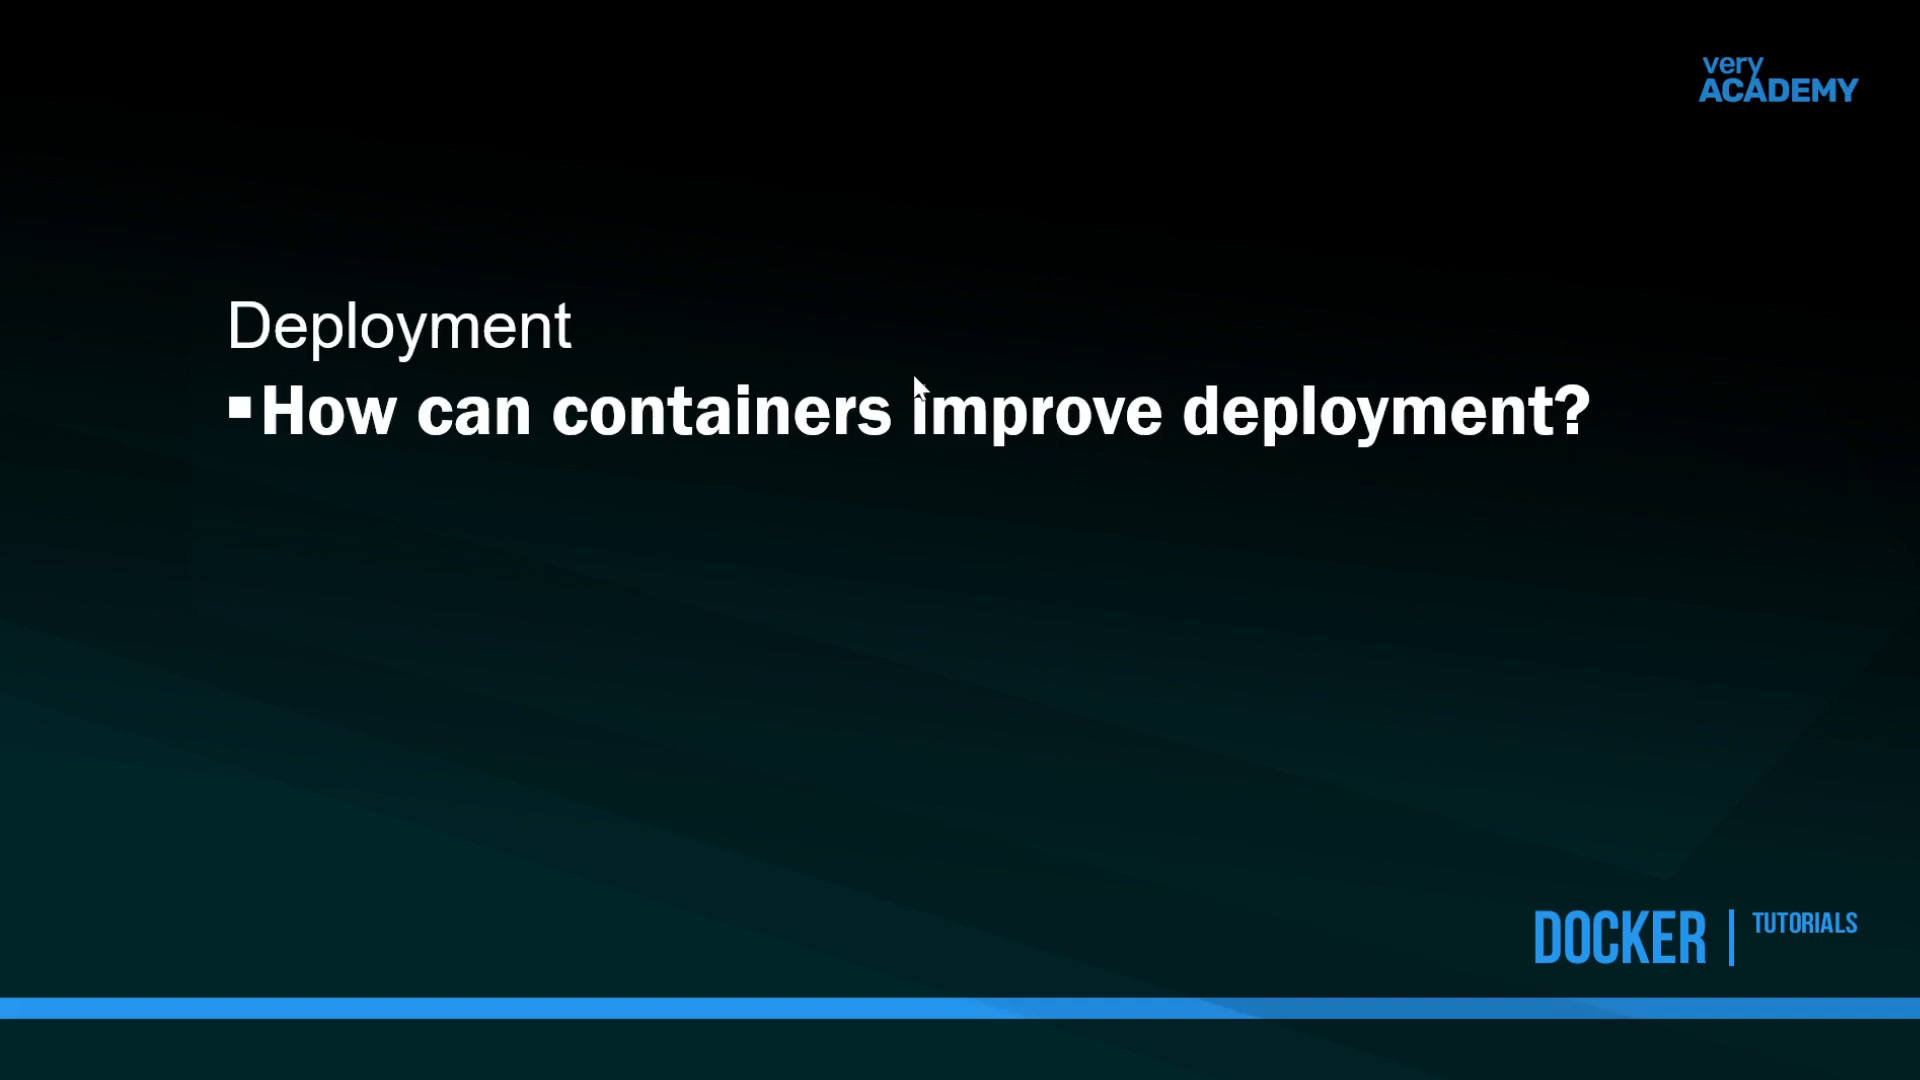 very
ACADEMY
Deployment
▪How can containers improve deployment?
DOCKER | TUTORIALS